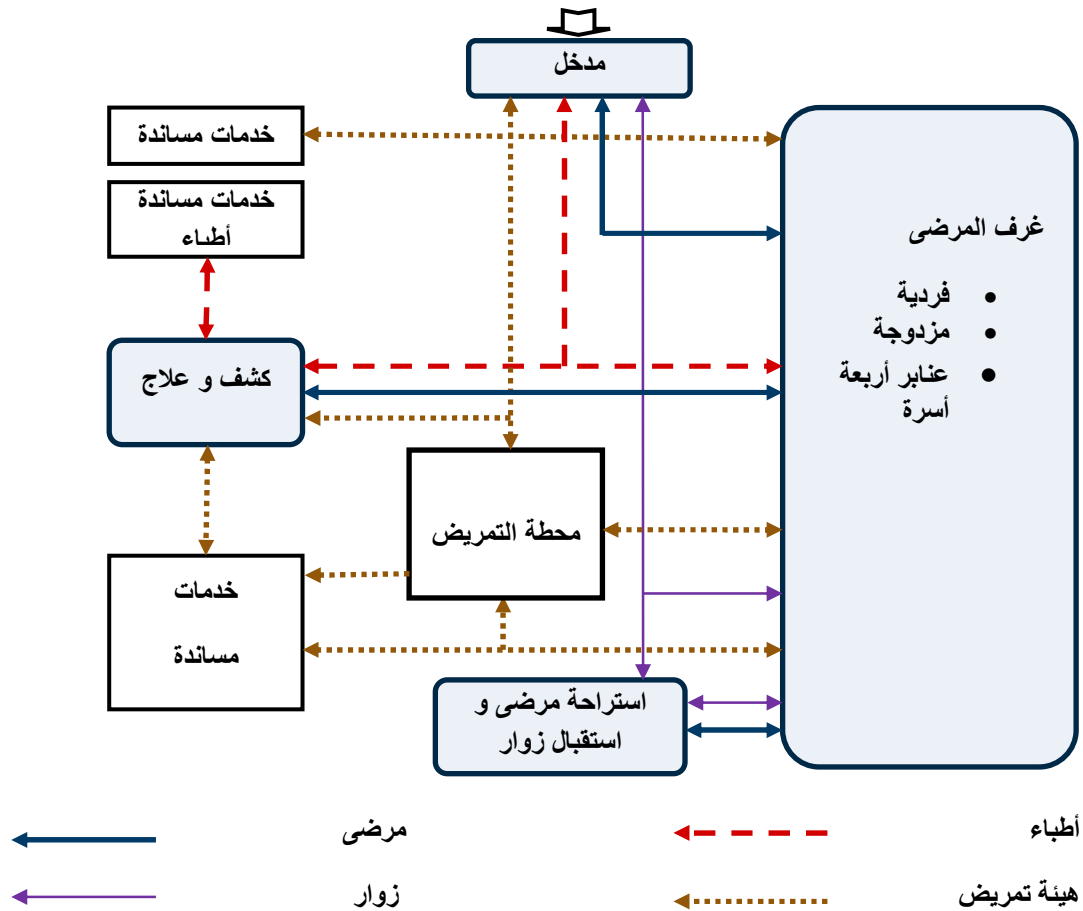 مدخل
خدمات مساندة
خدمات مساندة
أطباء
غرف المرضى
• فردية
• مزدوجة
• عنابر أربعة
أسرة
كشف و علاج
محطة التمريض
خدمات
مساندة
استراحة مرضى و
استقبال زوار
أطباء
مرضى
هيئة تمريض
زوار